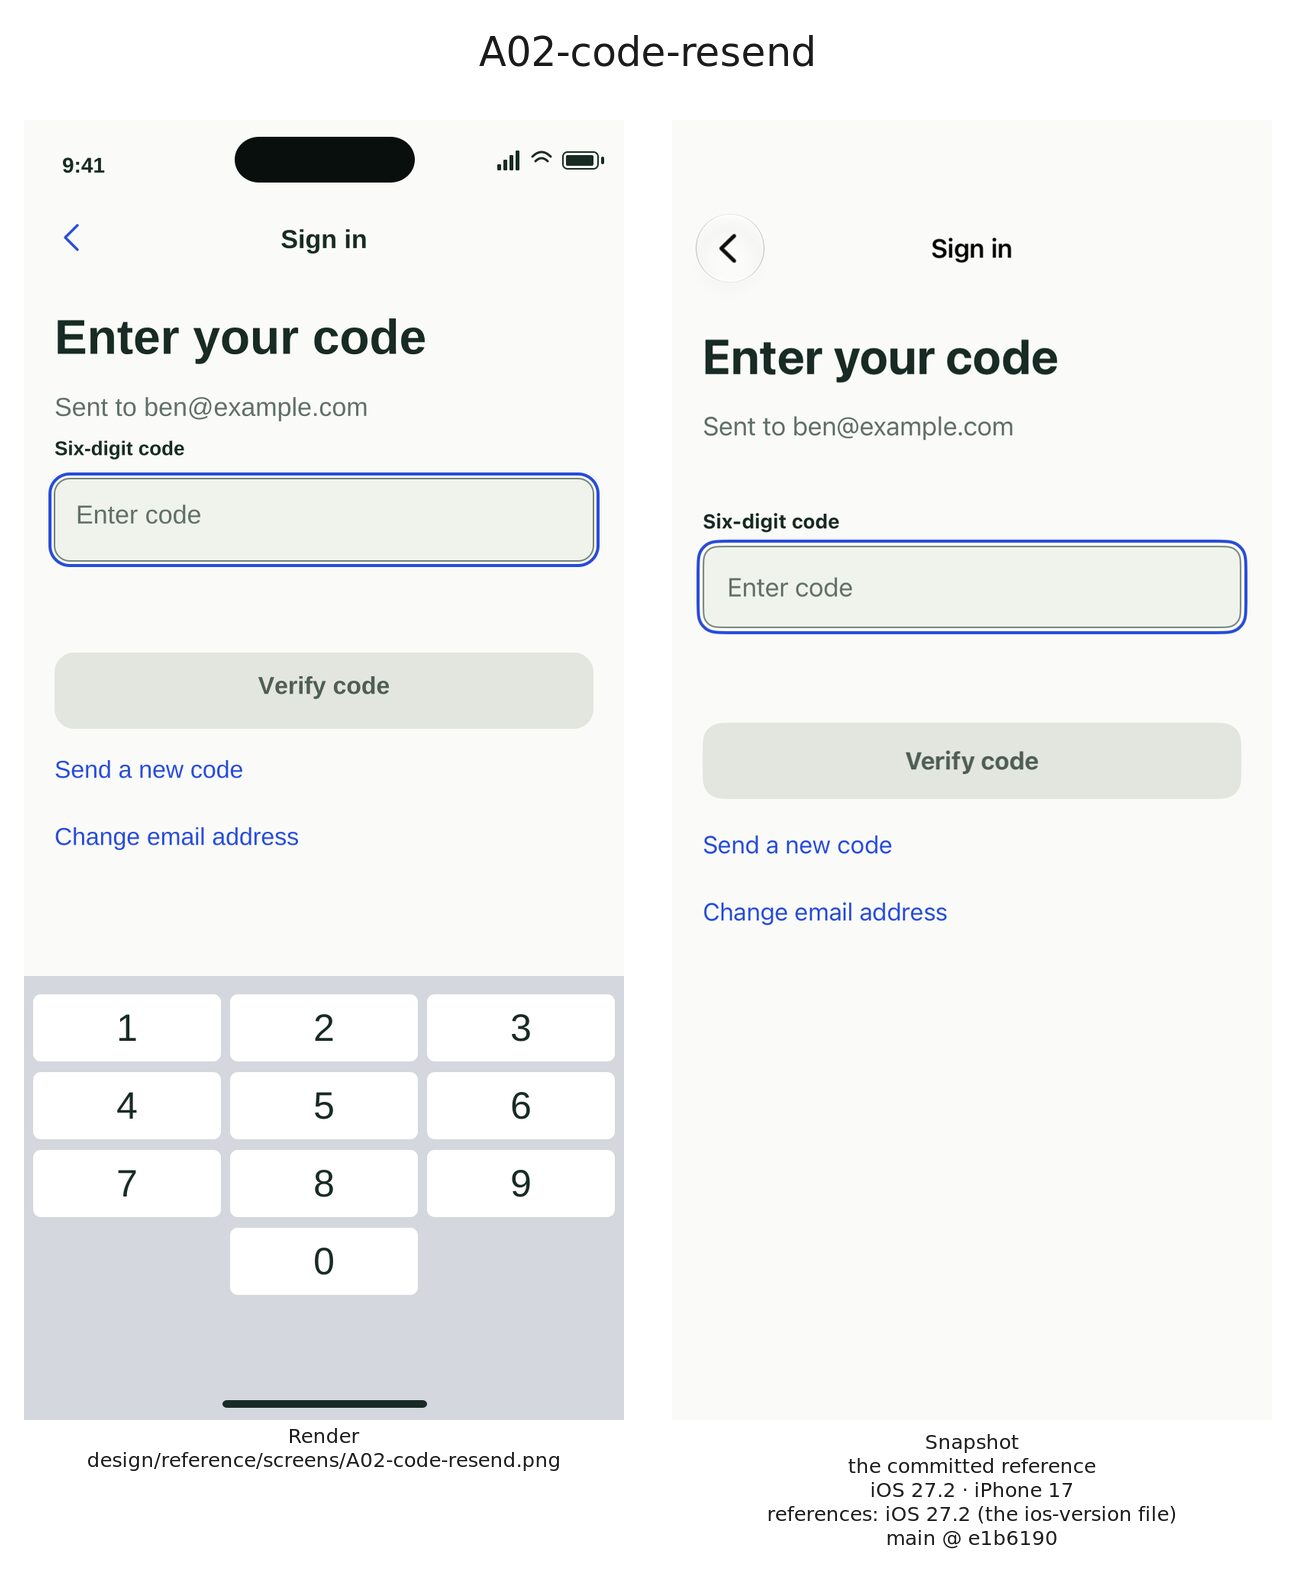 A02-code-resend
9:41
Sign in
Enter your code
Sent to ben@example.com
Six-digit code
Enter code
Verify code
Send a new code
Change email address
1 2 3
4 5 6
7 8 9
0
Render
design/reference/screens/A02-code-resend.png
Sign in
Enter your code
Sent to ben@example.com
Six-digit code
Enter code
Verify code
Send a new code
Change email address
Snapshot
the committed reference
iOS 27.2 · iPhone 17
references: iOS 27.2 (the ios-version file)
main @ e1b6190